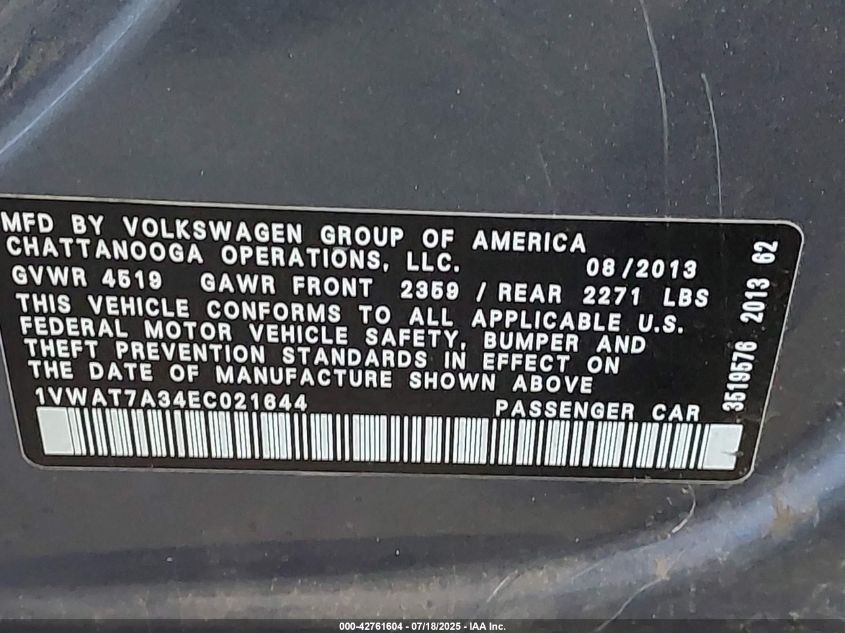 MFD BY VOLKSWAGEN GROUP OF AMERICA
CHATTANOOGA OPERATIONS, LLC. 08/2013
GVWR 4519 GAWR FRONT 2359 / REAR 2271 LBS
THIS VEHICLE CONFORMS TO ALL APPLICABLE U.S.
FEDERAL MOTOR VEHICLE SAFETY, BUMPER AND
THEFT PREVENTION STANDARDS IN EFFECT ON
THE DATE OF MANUFACTURE SHOWN ABOVE
1VWAT7A34EC021644 PASSENGER CAR
3519576 2013 62
000-42761604 - 07/18/2025 - IAA Inc.